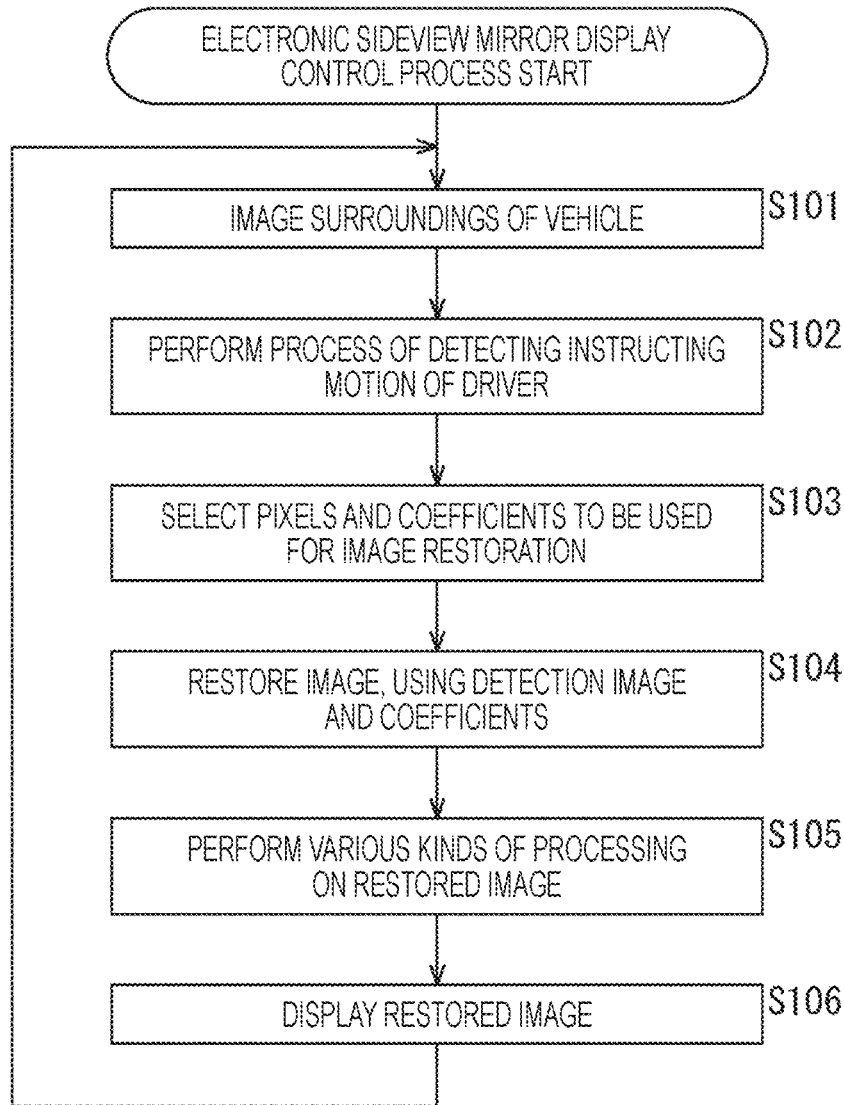 ELECTRONIC SIDEVIEW MIRROR DISPLAY
CONTROL PROCESS START
IMAGE SURROUNDINGS OF VEHICLE
S101
PERFORM PROCESS OF DETECTING INSTRUCTING
MOTION OF DRIVER
S102
SELECT PIXELS AND COEFFICIENTS TO BE USED
FOR IMAGE RESTORATION
S103
RESTORE IMAGE, USING DETECTION IMAGE
AND COEFFICIENTS
S104
PERFORM VARIOUS KINDS OF PROCESSING
ON RESTORED IMAGE
S105
DISPLAY RESTORED IMAGE
S106